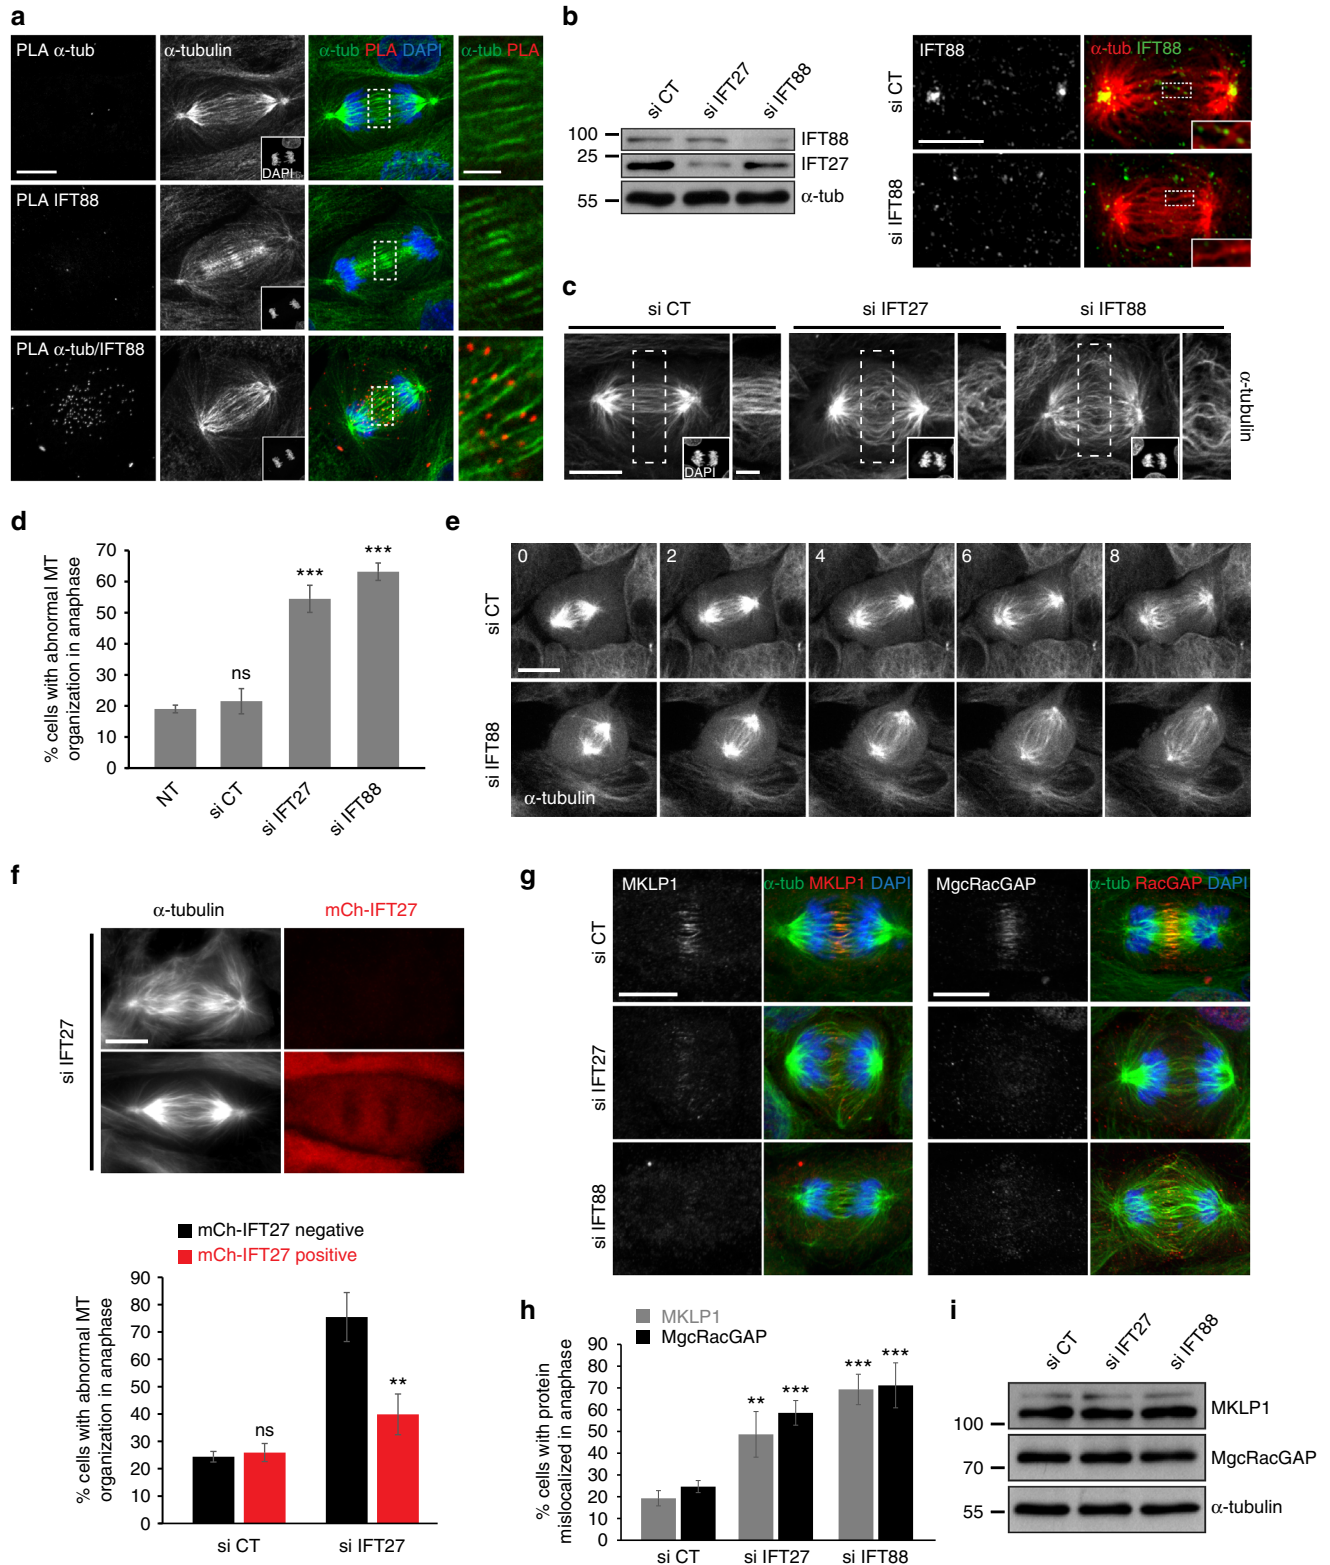 a
PLA α-tub
α-tubulin
α-tub PLA DAPI
α-tub PLA
DAPI
PLA IFT88
PLA α-tub/IFT88
b
si CT
si IFT27
si IFT88
100
25
55
IFT88
IFT27
α-tub
IFT88
α-tub IFT88
si CT
si IFT88
c
si CT
si IFT27
si IFT88
DAPI
α-tubulin
d
% cells with abnormal MT
organization in anaphase
70
60
50
40
30
20
10
0
ns
***
***
NT
si CT
si IFT27
si IFT88
e
0
2
4
6
8
si CT
si IFT88
α-tubulin
f
α-tubulin
mCh-IFT27
si IFT27
mCh-IFT27 negative
mCh-IFT27 positive
% cells with abnormal MT
organization in anaphase
90
80
70
60
50
40
30
20
10
0
ns
**
si CT
si IFT27
g
MKLP1
α-tub MKLP1 DAPI
MgcRacGAP
α-tub RacGAP DAPI
si CT
si IFT27
si IFT88
h
MKLP1
MgcRacGAP
% cells with protein
mislocalized in anaphase
90
80
70
60
50
40
30
20
10
0
**
***
***
***
si CT
si IFT27
si IFT88
i
si CT
si IFT27
si IFT88
100
70
55
MKLP1
MgcRacGAP
α-tubulin